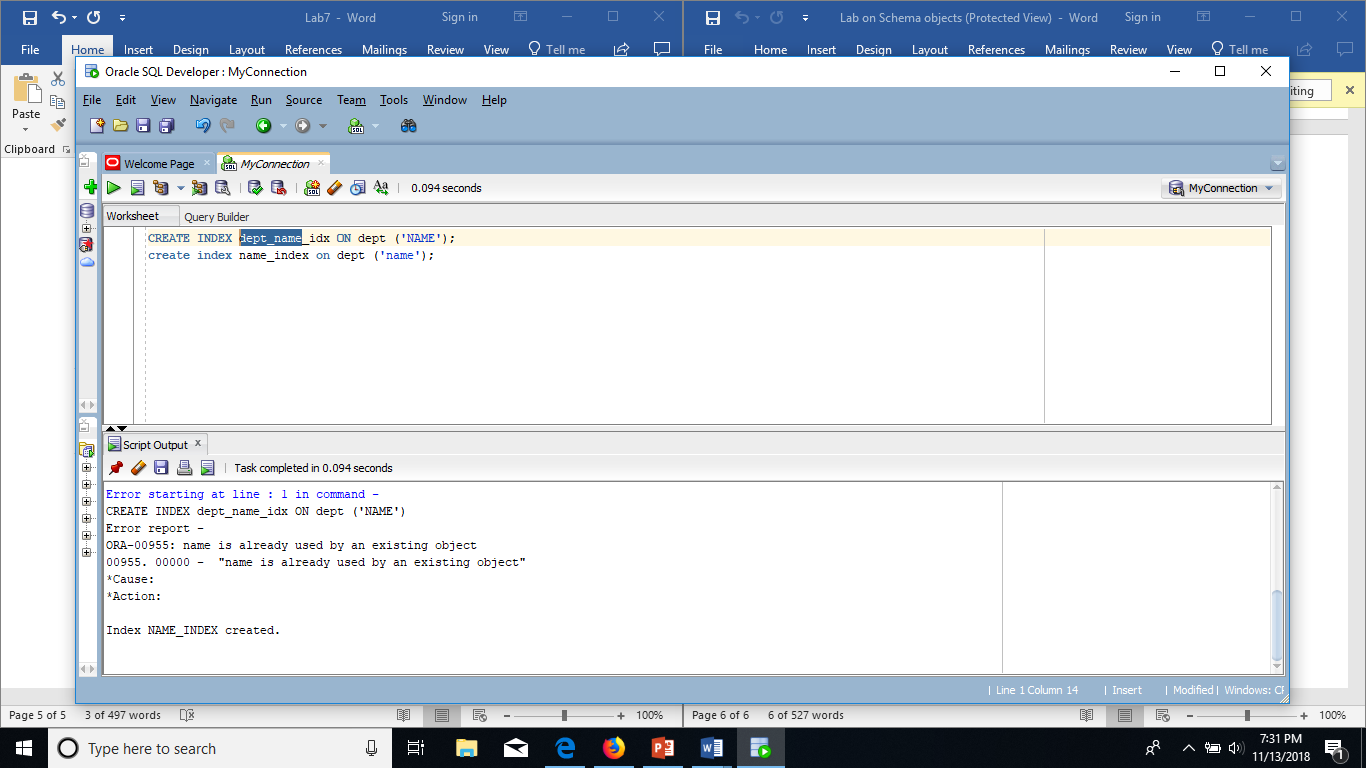 Lab7 - Word
Sign in
Lab on Schema objects (Protected View) - Word
Sign in
File Home Insert Design Layout References Mailings Review View Tell me
File Home Insert Design Layout References Mailings Review View Tell me
Paste
Clipboard
iting
Oracle SQL Developer : MyConnection
File Edit View Navigate Run Source Team Tools Window Help
SQL
Welcome Page
SQL MyConnection
SQL
0.094 seconds
MyConnection
Worksheet Query Builder
CREATE INDEX dept_name_idx ON dept ('NAME');
create index name_index on dept ('name');
Script Output x
Task completed in 0.094 seconds
Error starting at line : 1 in command -
CREATE INDEX dept_name_idx ON dept ('NAME')
Error report -
ORA-00955: name is already used by an existing object
00955. 00000 - "name is already used by an existing object"
*Cause:
*Action:
Index NAME_INDEX created.
Line 1 Column 14 | Insert | Modified | Windows:
Page 5 of 5 3 of 497 words
100%
Page 6 of 6 6 of 527 words
100%
Type here to search
7:31 PM
11/13/2018
1